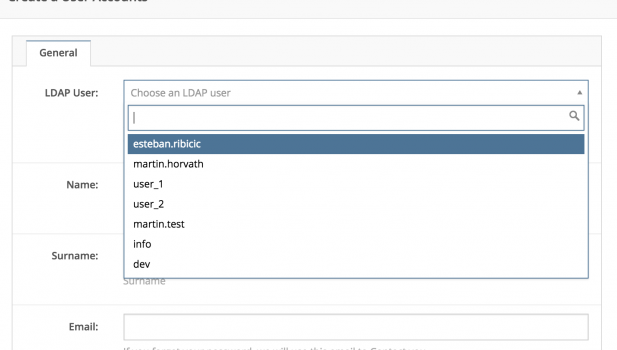 Create a User Accounts
General
LDAP User:
Choose an LDAP user
esteban.ribicic
martin.horvath
user_1
user_2
martin.test
info
dev
Name:
Surname:
Surname
Email: